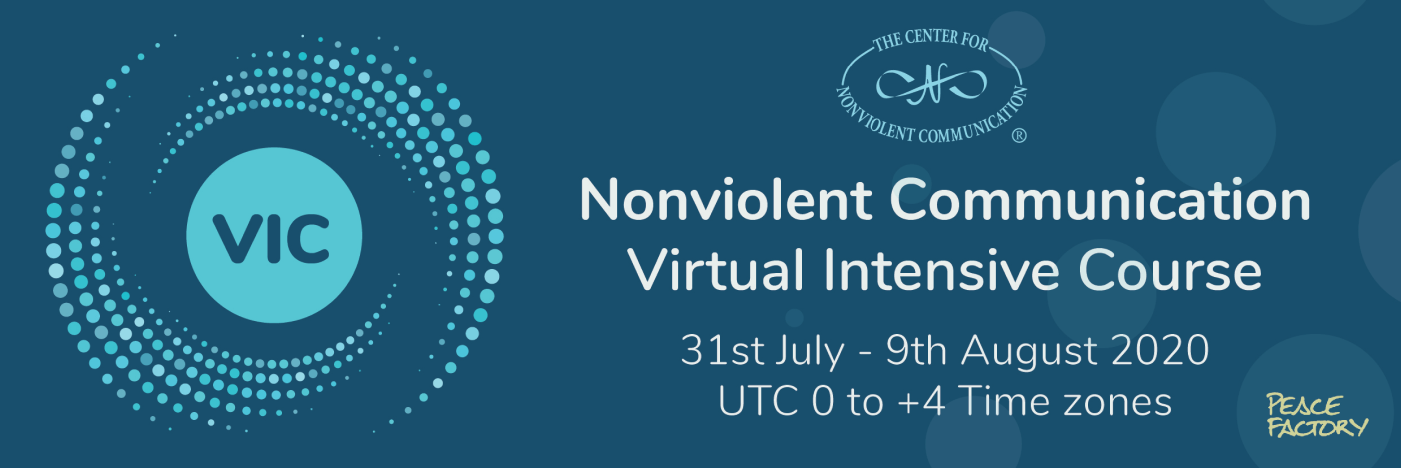 VIC
THE CENTER FOR
NONVIOLENT COMMUNICATION
®
Nonviolent Communication
Virtual Intensive Course
31st July - 9th August 2020
UTC 0 to +4 Time zones
PEACE
FACTORY